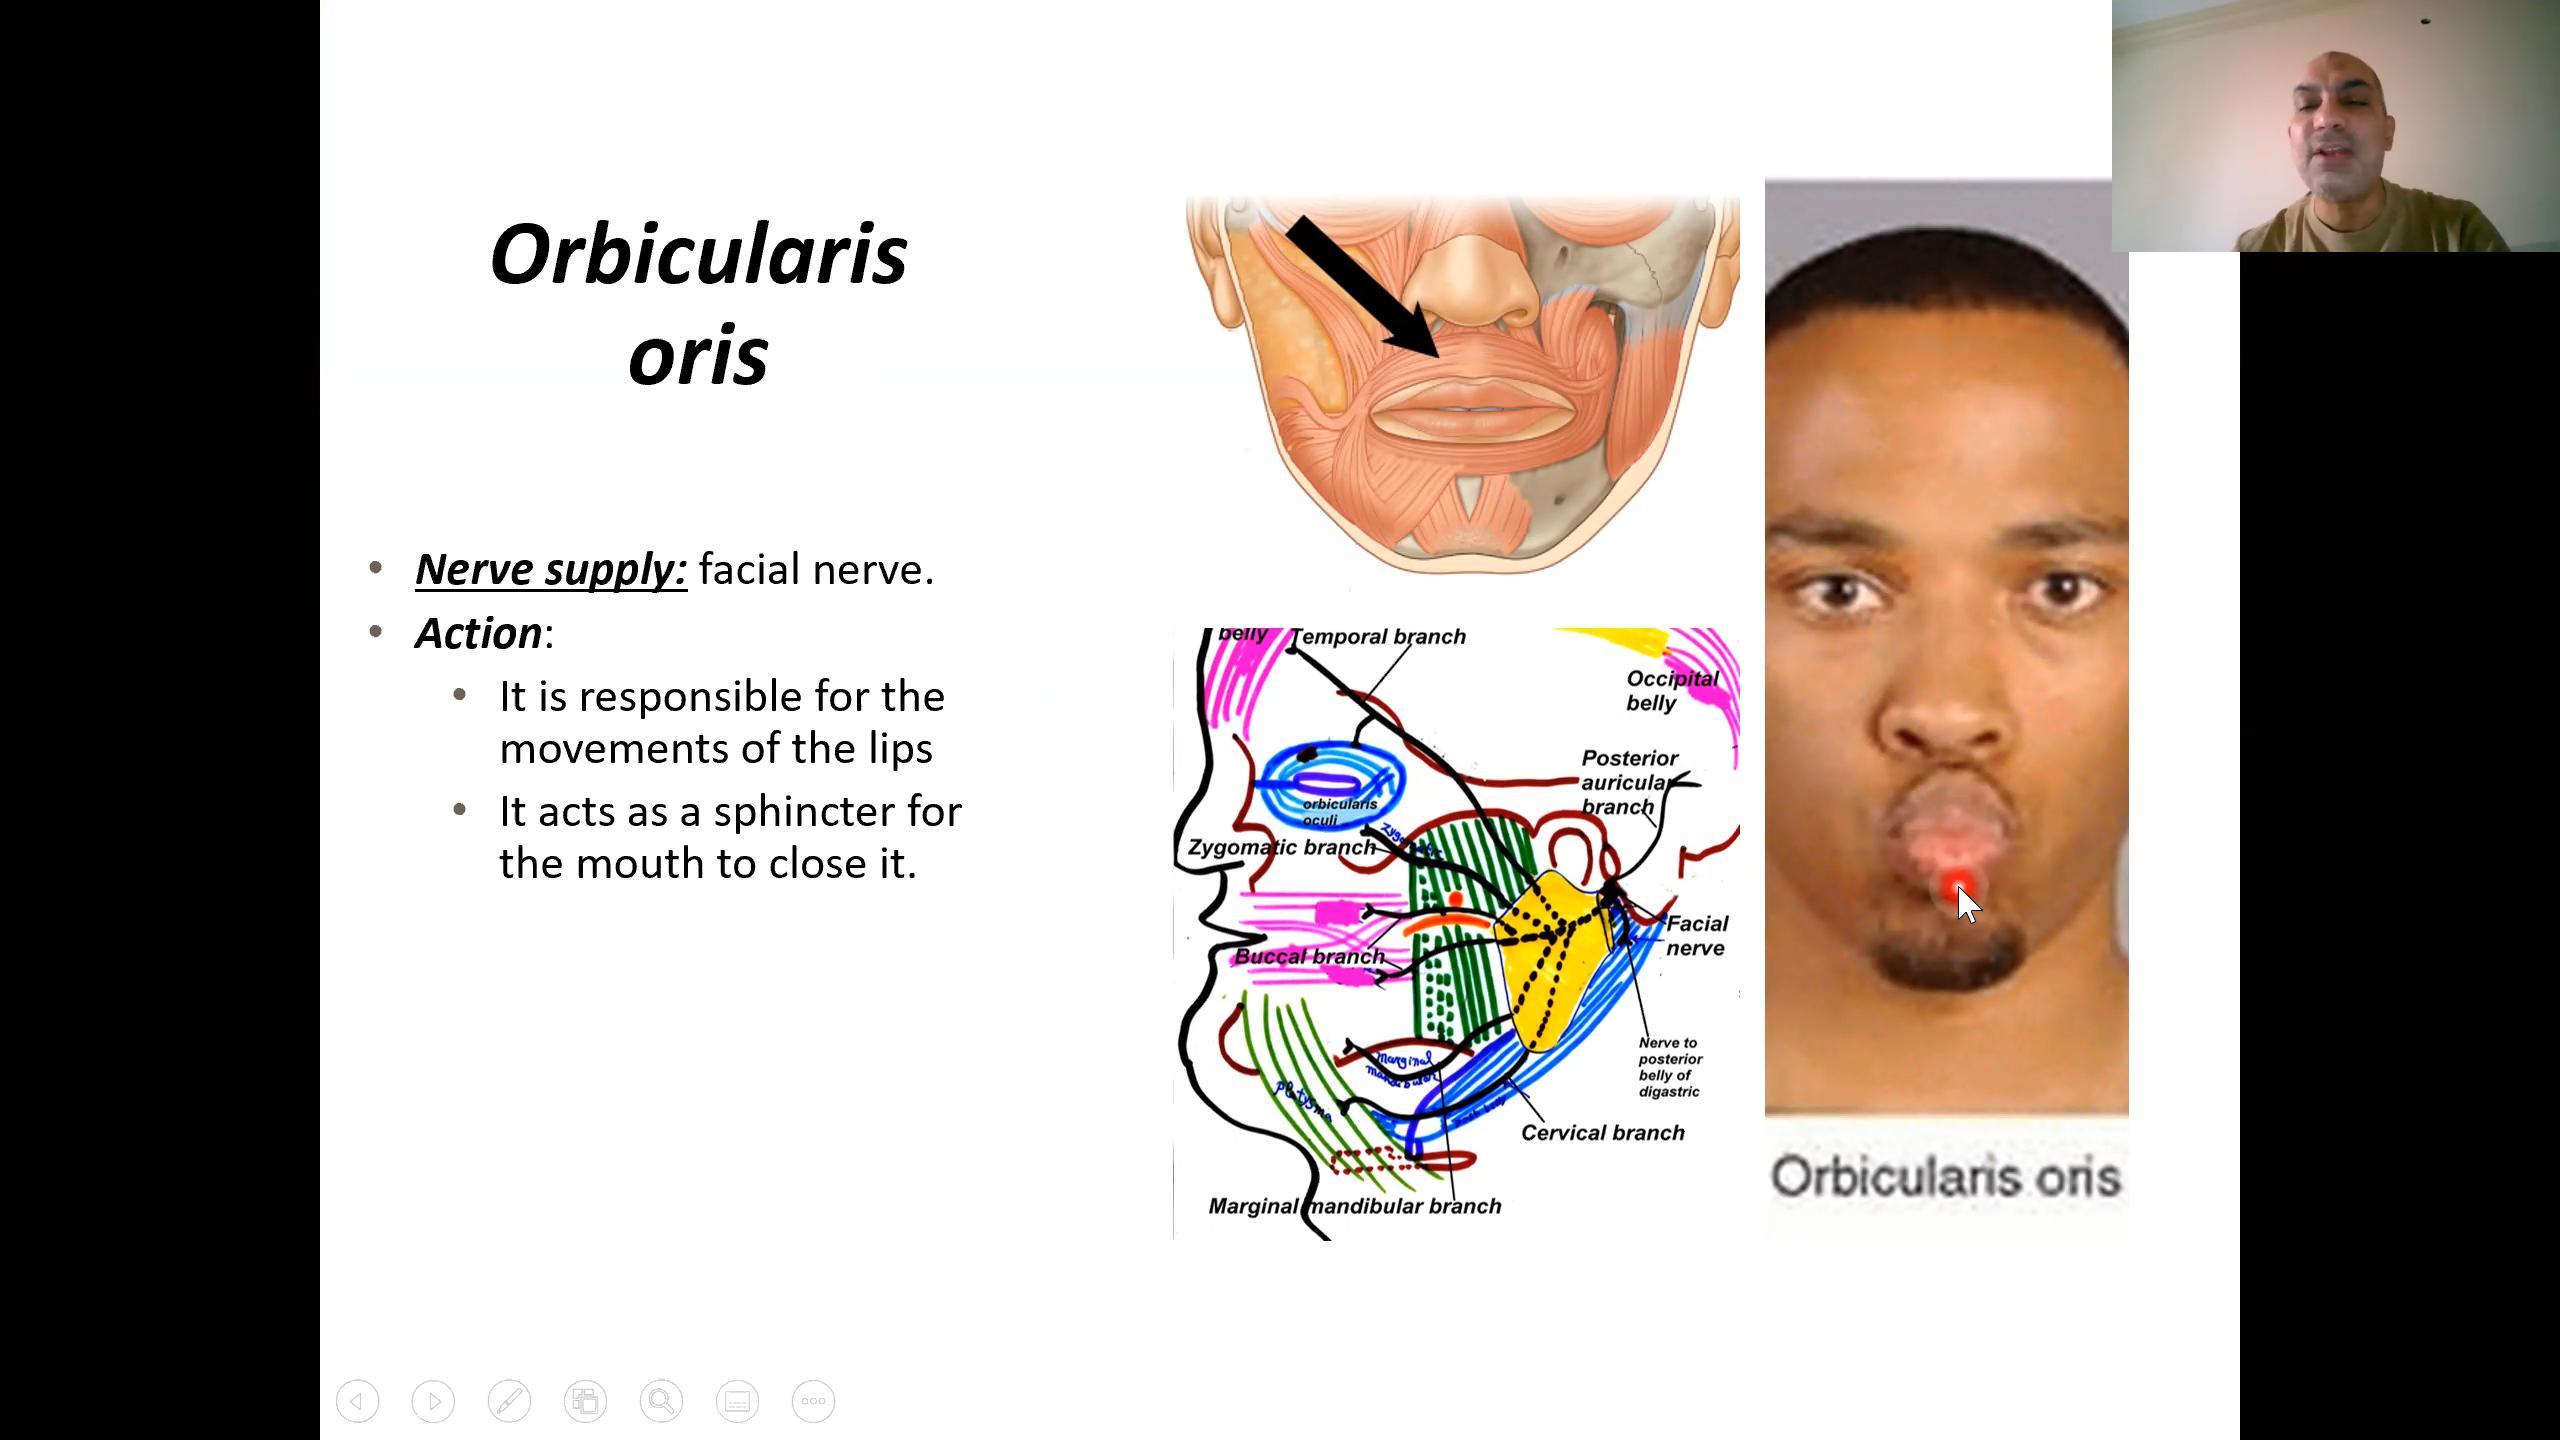 Orbicularis
oris
• Nerve supply: facial nerve.
• Action:
• It is responsible for the
movements of the lips
• It acts as a sphincter for
the mouth to close it.
belly
Temporal branch
Occipital
belly
Posterior
auricular
branch
orbicularis
oculi
Zygomatic
Zygomatic branch
Facial
nerve
Buccal branch
Nerve to
posterior
belly of
digastric
marginal
mandibular
platysma
Cervical branch
Marginal mandibular branch
Orbicularis oris